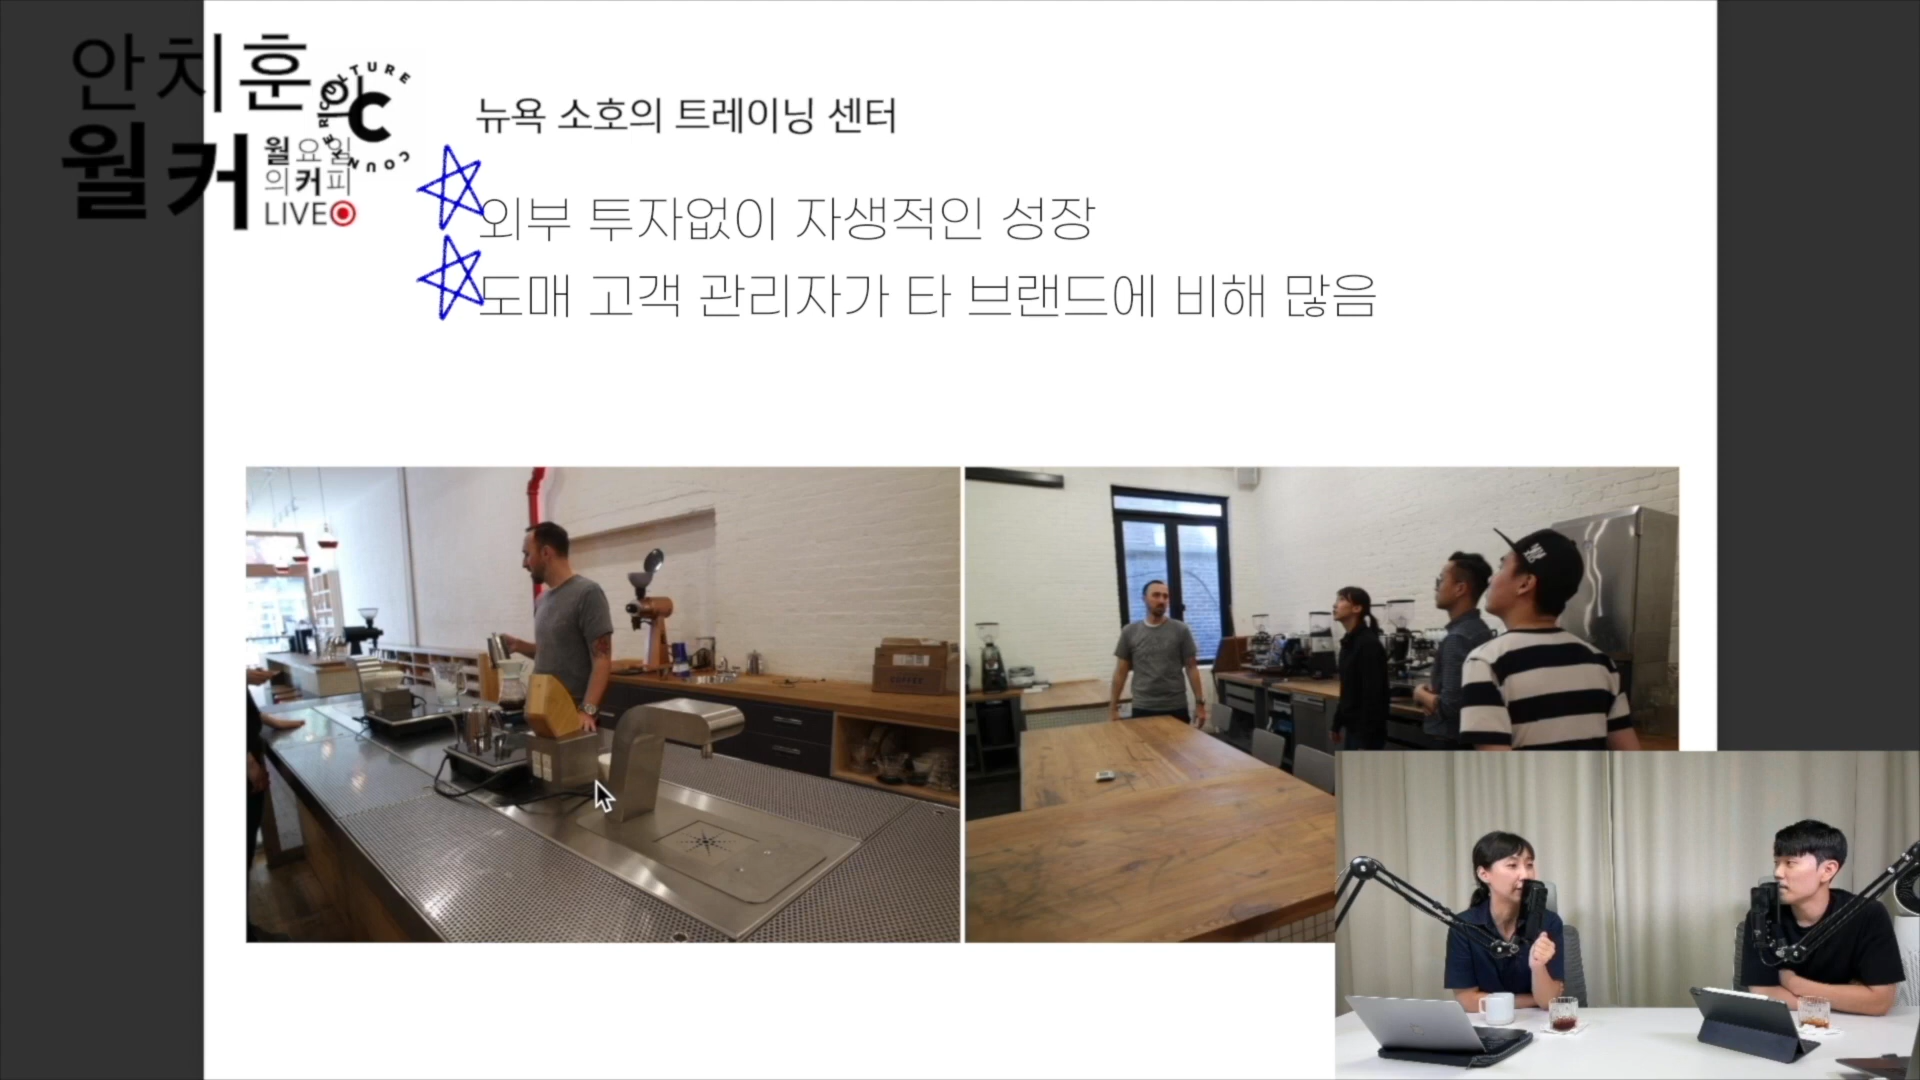 안치훈의
월커
월요일
의커피
LIVE
COFFEE CULTURE
COUNTER
C
뉴욕 소호의 트레이닝 센터
외부 투자없이 자생적인 성장
도매 고객 관리자가 타 브랜드에 비해 많음